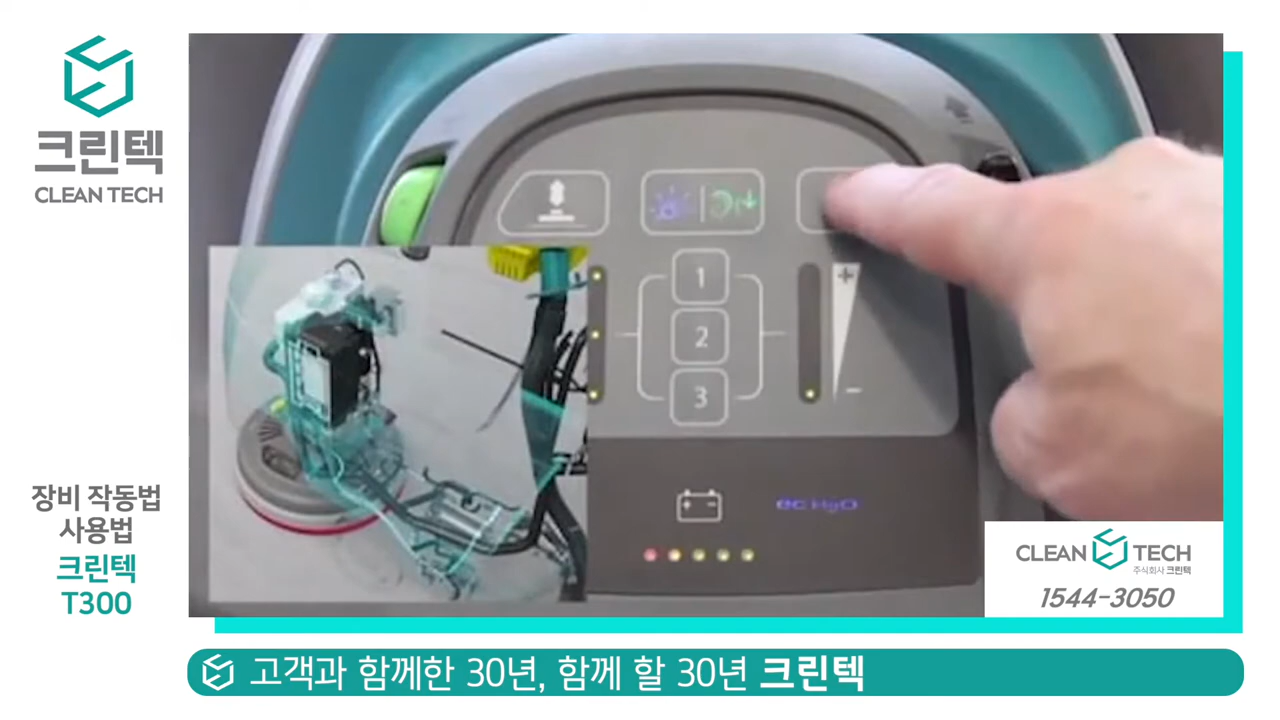 크린텍
CLEAN TECH
장비 작동법
사용법
크린텍
T300
1
2
3
+
−
+ −
ec H2O
CLEAN TECH
주식회사 크린텍
1544-3050
고객과 함께한 30년, 함께 할 30년 크린텍